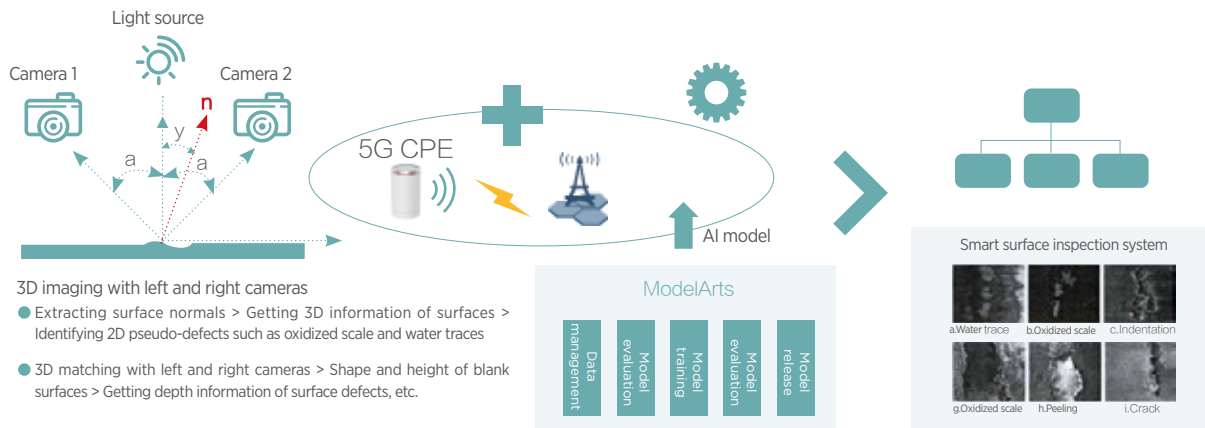 Light source
Camera 1
Camera 2
n
y
a
a
3D imaging with left and right cameras
Extracting surface normals > Getting 3D information of surfaces >
Identifying 2D pseudo-defects such as oxidized scale and water traces
3D matching with left and right cameras > Shape and height of blank
surfaces > Getting depth information of surface defects, etc.
5G CPE
AI model
ModelArts
Data
management
Model
evaluation
Model
training
Model
evaluation
Model
release
Smart surface inspection system
a.Water trace
b.Oxidized scale
c.Indentation
g.Oxidized scale
h.Peeling
i.Crack